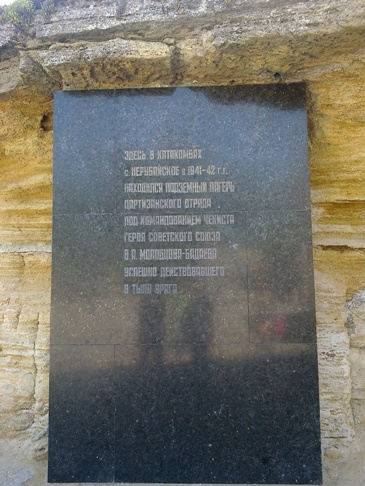 ЗДЕСЬ В КАТАКОМБАХ
С. НЕРУБАЙСКОЕ В 1941-42 Г.Г.
НАХОДИЛСЯ ПОДЗЕМНЫЙ ЛАГЕРЬ
ПАРТИЗАНСКОГО ОТРЯДА
ПОД КОМАНДОВАНИЕМ ЧЕКИСТА
ГЕРОЯ СОВЕТСКОГО СОЮЗА
В.А. МОЛОДЦОВА-БАДАЕВА
УСПЕШНО ДЕЙСТВОВАВШЕГО
В ТЫЛУ ВРАГА